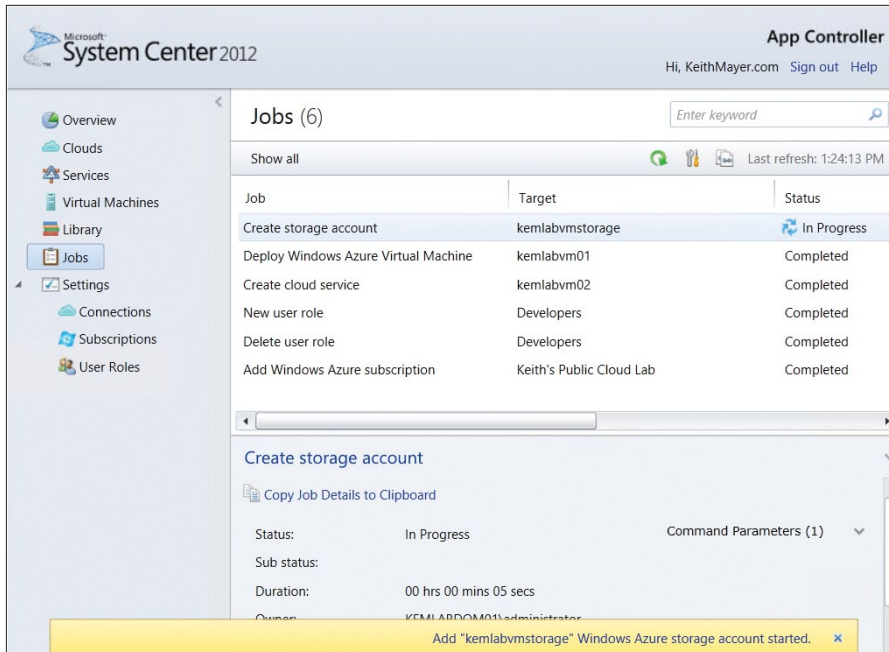 Microsoft
System Center 2012
App Controller
Hi, KeithMayer.com Sign out Help
Overview
Clouds
Services
Virtual Machines
Library
Jobs
Settings
Connections
Subscriptions
User Roles
Jobs (6)
Enter keyword
Show all
Last refresh: 1:24:13 PM
Job Target Status
Create storage account kemlabvmstorage In Progress
Deploy Windows Azure Virtual Machine kemlabvm01 Completed
Create cloud service kemlabvm02 Completed
New user role Developers Completed
Delete user role Developers Completed
Add Windows Azure subscription Keith's Public Cloud Lab Completed
Create storage account
Copy Job Details to Clipboard
Status: In Progress Command Parameters (1)
Sub status:
Duration: 00 hrs 00 mins 05 secs
Owner: KEMLABDOM01\administrator
Add "kemlabvmstorage" Windows Azure storage account started.